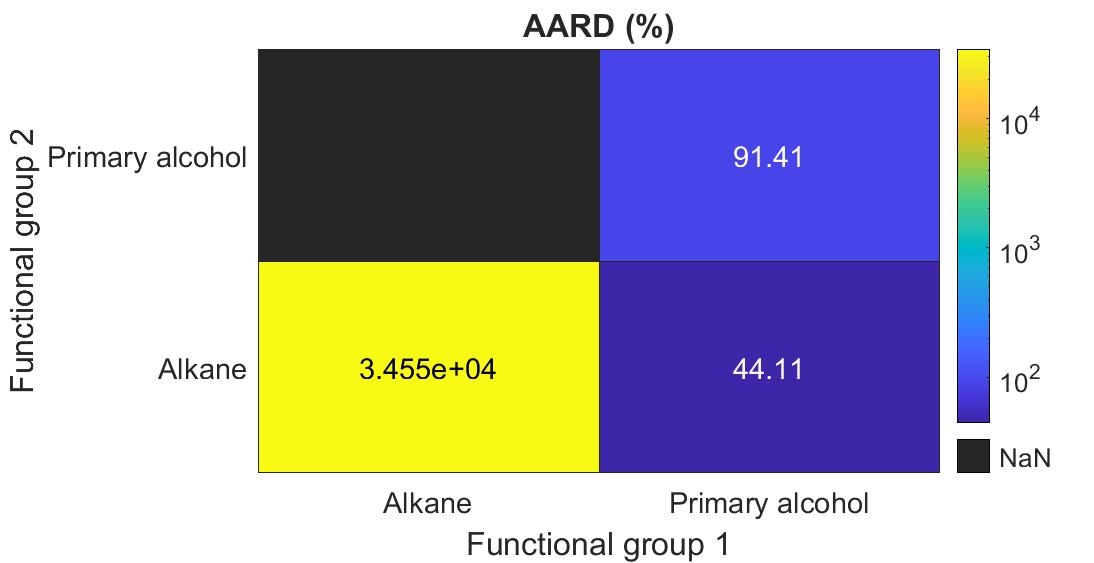 AARD (%)
Functional group 2
Primary alcohol
Alkane
91.41
3.455e+04
44.11
Alkane
Primary alcohol
Functional group 1
10^4
10^3
10^2
NaN